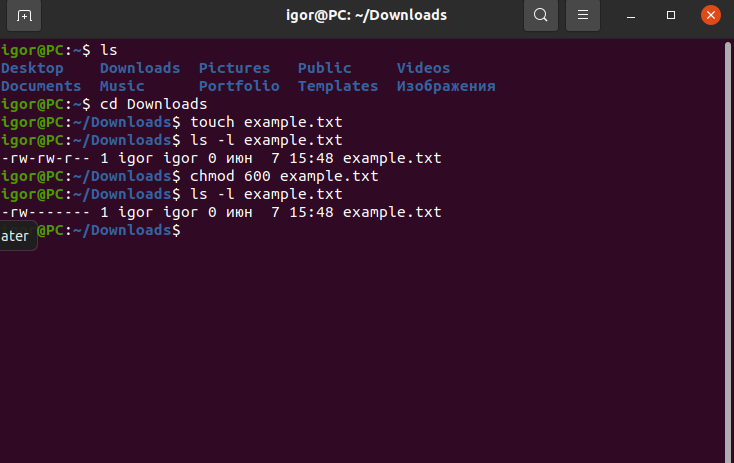 igor@PC: ~/Downloads
igor@PC:~$ ls
Desktop Downloads Pictures Public Videos
Documents Music Portfolio Templates Изображения
igor@PC:~$ cd Downloads
igor@PC:~/Downloads$ touch example.txt
igor@PC:~/Downloads$ ls -l example.txt
-rw-rw-r-- 1 igor igor 0 июн  7 15:48 example.txt
igor@PC:~/Downloads$ chmod 600 example.txt
igor@PC:~/Downloads$ ls -l example.txt
-rw------- 1 igor igor 0 июн  7 15:48 example.txt
ater @PC:~/Downloads$